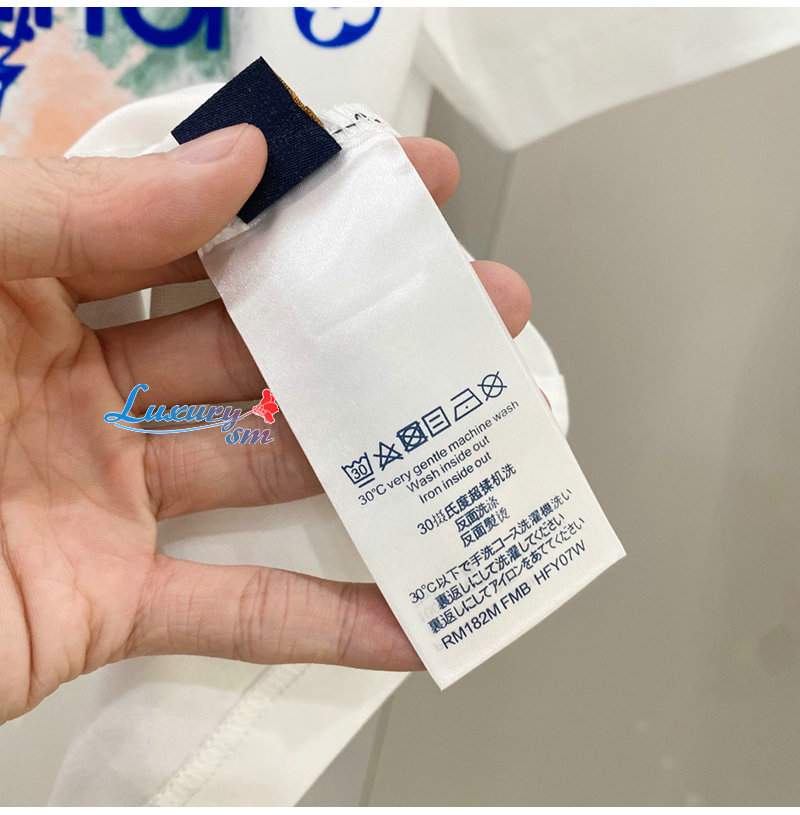 Luxury
sm
30
30°C very gentle machine wash
Wash inside out
Iron inside out
30摄氏度超揉机洗
反面洗涤
反面熨烫
30°C以下で手洗コース洗濯機洗い
裏返しにして洗濯してください
裏返しにしてアイロンをあててください
RM182M FMB HFY07W